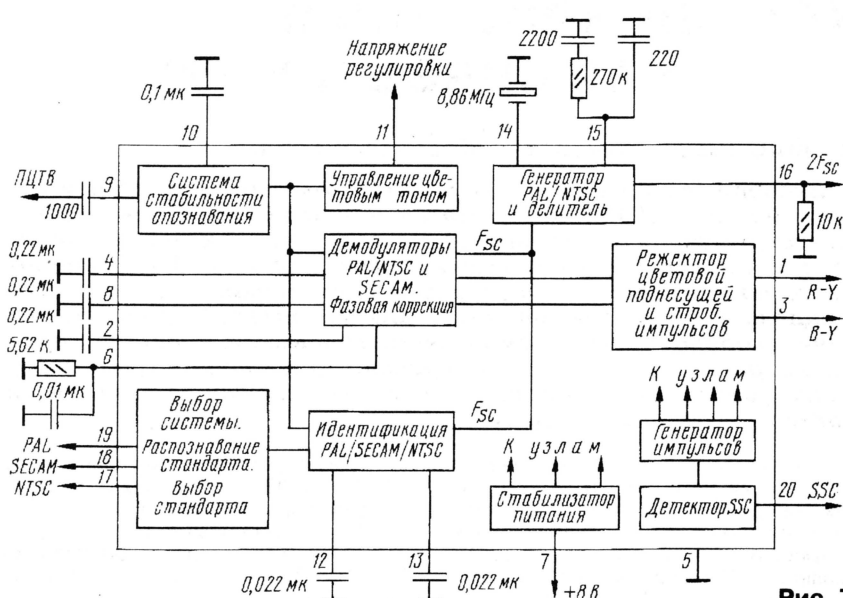 2200
Напряжение
регулировки
220
270 к
0,1 мк
8,86 МГц
10
11
14
15
ПЦТВ
9
1000
Система
стабильности
опознавания
Управление цве-
товым тоном
Генератор
PAL/NTSC
и делитель
16
2Fsc
10 к
0,22 мк
4
0,22 мк
8
0,22 мк
2
5,62 к
6
0,01 мк
Демодуляторы
PAL/NTSC и
SECAM.
Фазовая коррекция
Fsc
Режектор
цветовой
поднесущей
и строб.
импульсов
1
R-Y
3
B-Y
К узлам
Генератор
импульсов
Детектор SSC
20
SSC
Выбор
системы.
Распознавание
стандарта.
Выбор
стандарта
PAL
19
SECAM
18
NTSC
17
Идентификация
PAL/SECAM/NTSC
Fsc
К узлам
Стабилизатор
питания
12
13
7
5
0,022 мк
0,022 мк
+8 В
Рис.